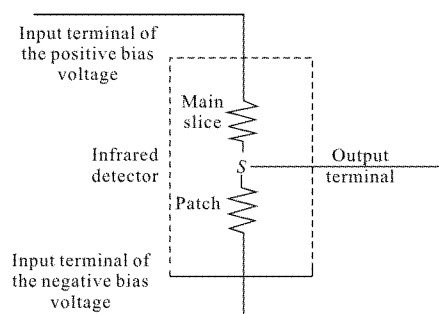 Input terminal of
the positive bias
voltage
Main
slice
Infrared
detector
S
Output
terminal
Patch
Input terminal of
the negative bias
voltage